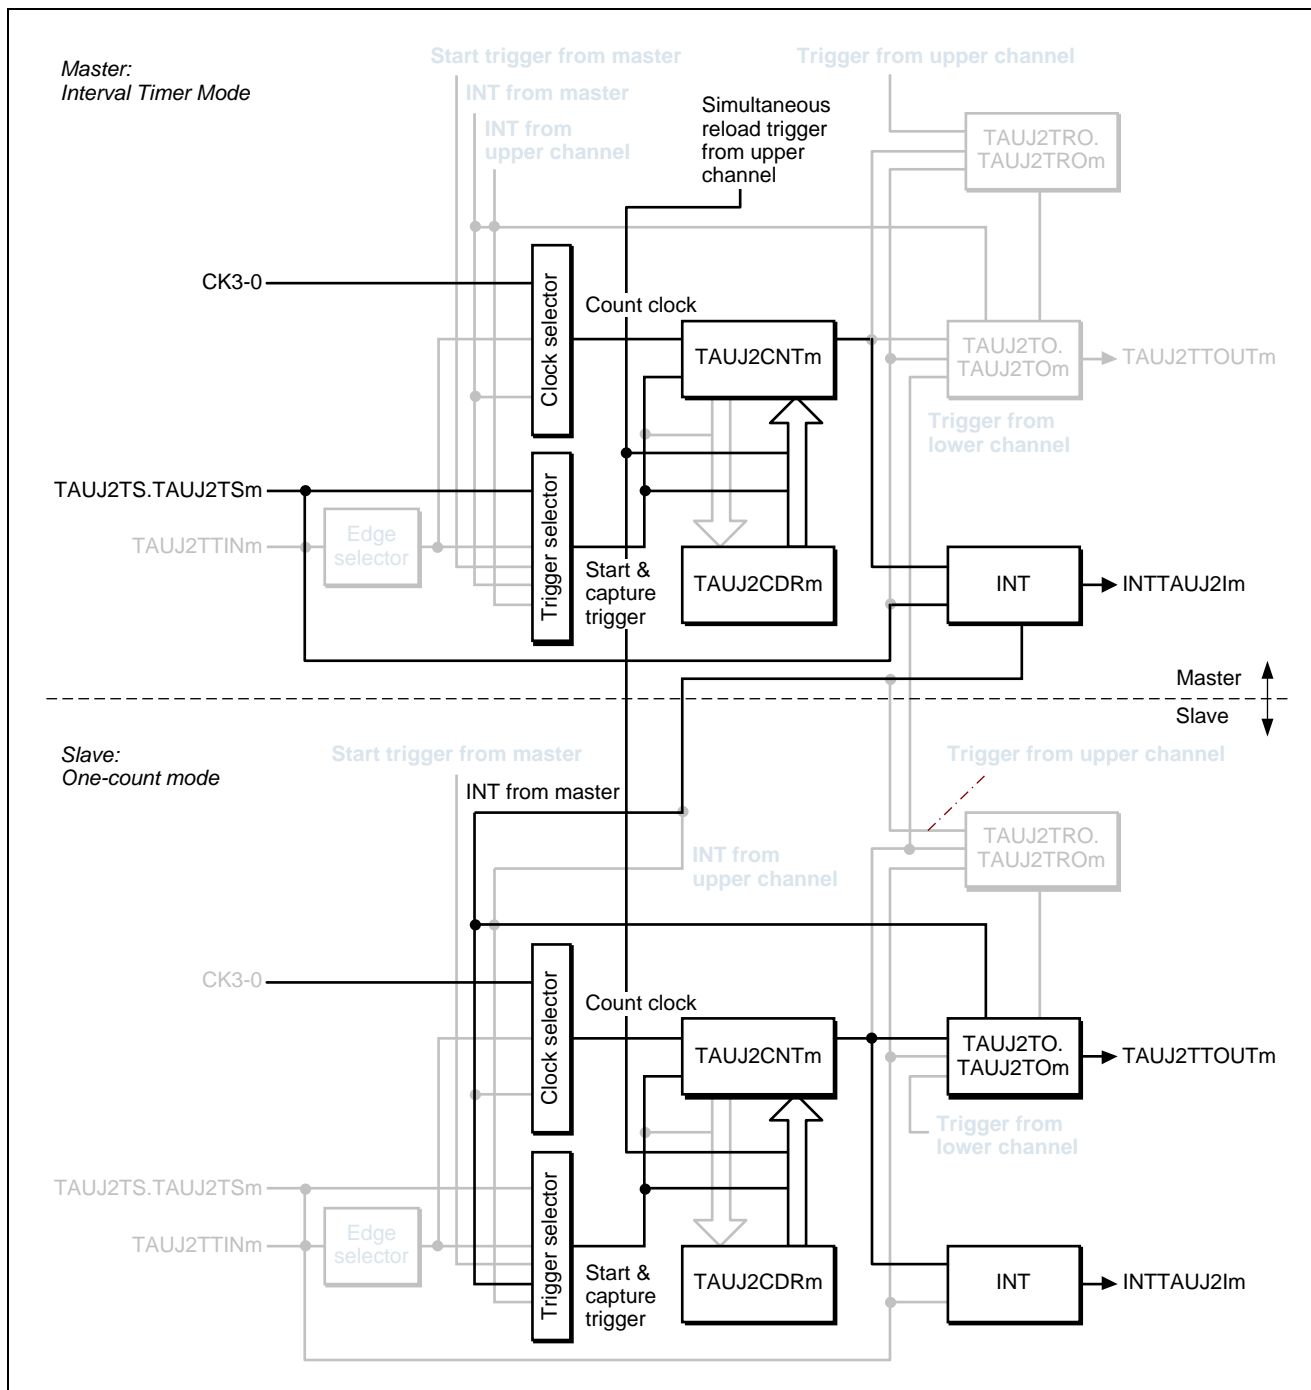 Master:
Interval Timer Mode
Start trigger from master
INT from master
INT from
upper channel
Simultaneous
reload trigger
from upper
channel
Trigger from upper channel
TAUJ2TRO.
TAUJ2TROm
CK3-0
Clock selector
Count clock
TAUJ2CNTm
TAUJ2TO.
TAUJ2TOm
TAUJ2TTOUTm
Trigger from
lower channel
TAUJ2TS.TAUJ2TSm
TAUJ2TTINm
Edge
selector
Trigger selector
Start &
capture
trigger
TAUJ2CDRm
INT
INTTAUJ2Im
Master
Slave
Slave:
One-count mode
Start trigger from master
INT from master
INT from
upper channel
Trigger from upper channel
TAUJ2TRO.
TAUJ2TROm
CK3-0
Clock selector
Count clock
TAUJ2CNTm
TAUJ2TO.
TAUJ2TOm
TAUJ2TTOUTm
Trigger from
lower channel
TAUJ2TS.TAUJ2TSm
TAUJ2TTINm
Edge
selector
Trigger selector
Start &
capture
trigger
TAUJ2CDRm
INT
INTTAUJ2Im